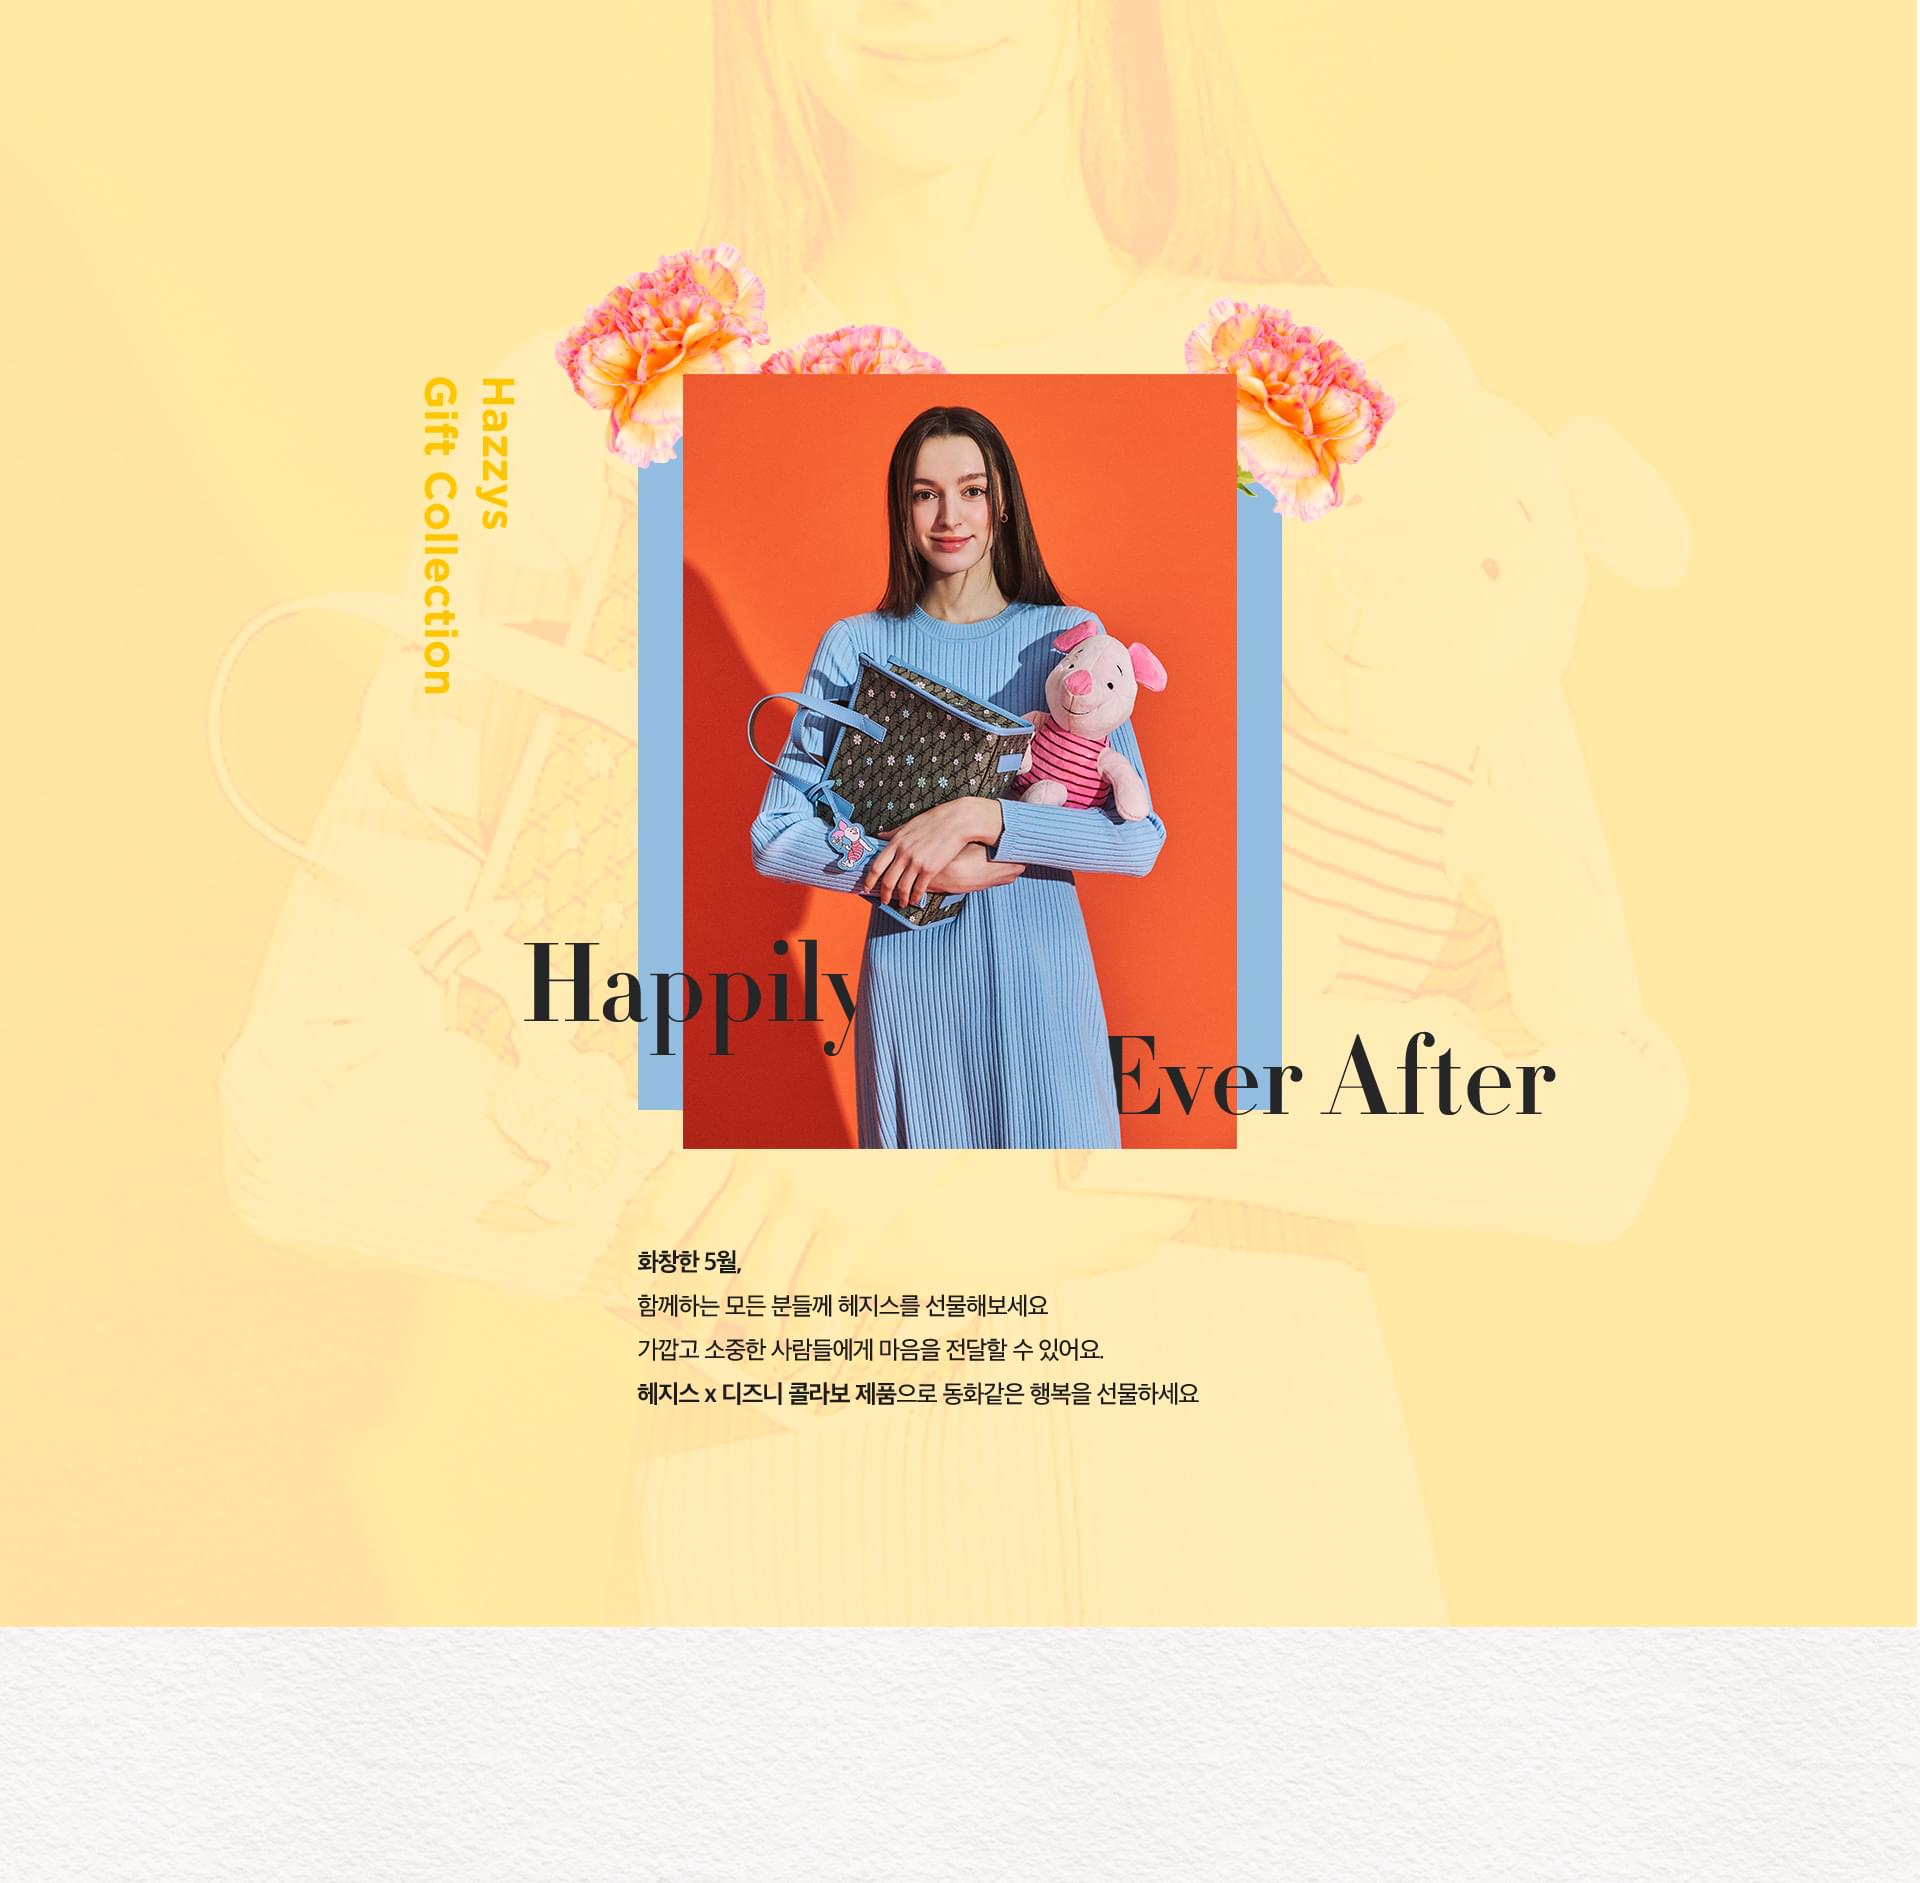 Hazzys
Gift Collection
Happily
Ever After
화창한 5월,
함께하는 모든 분들께 헤지스를 선물해보세요
가깝고 소중한 사람들에게 마음을 전달할 수 있어요.
헤지스 x 디즈니 콜라보 제품으로 동화같은 행복을 선물하세요